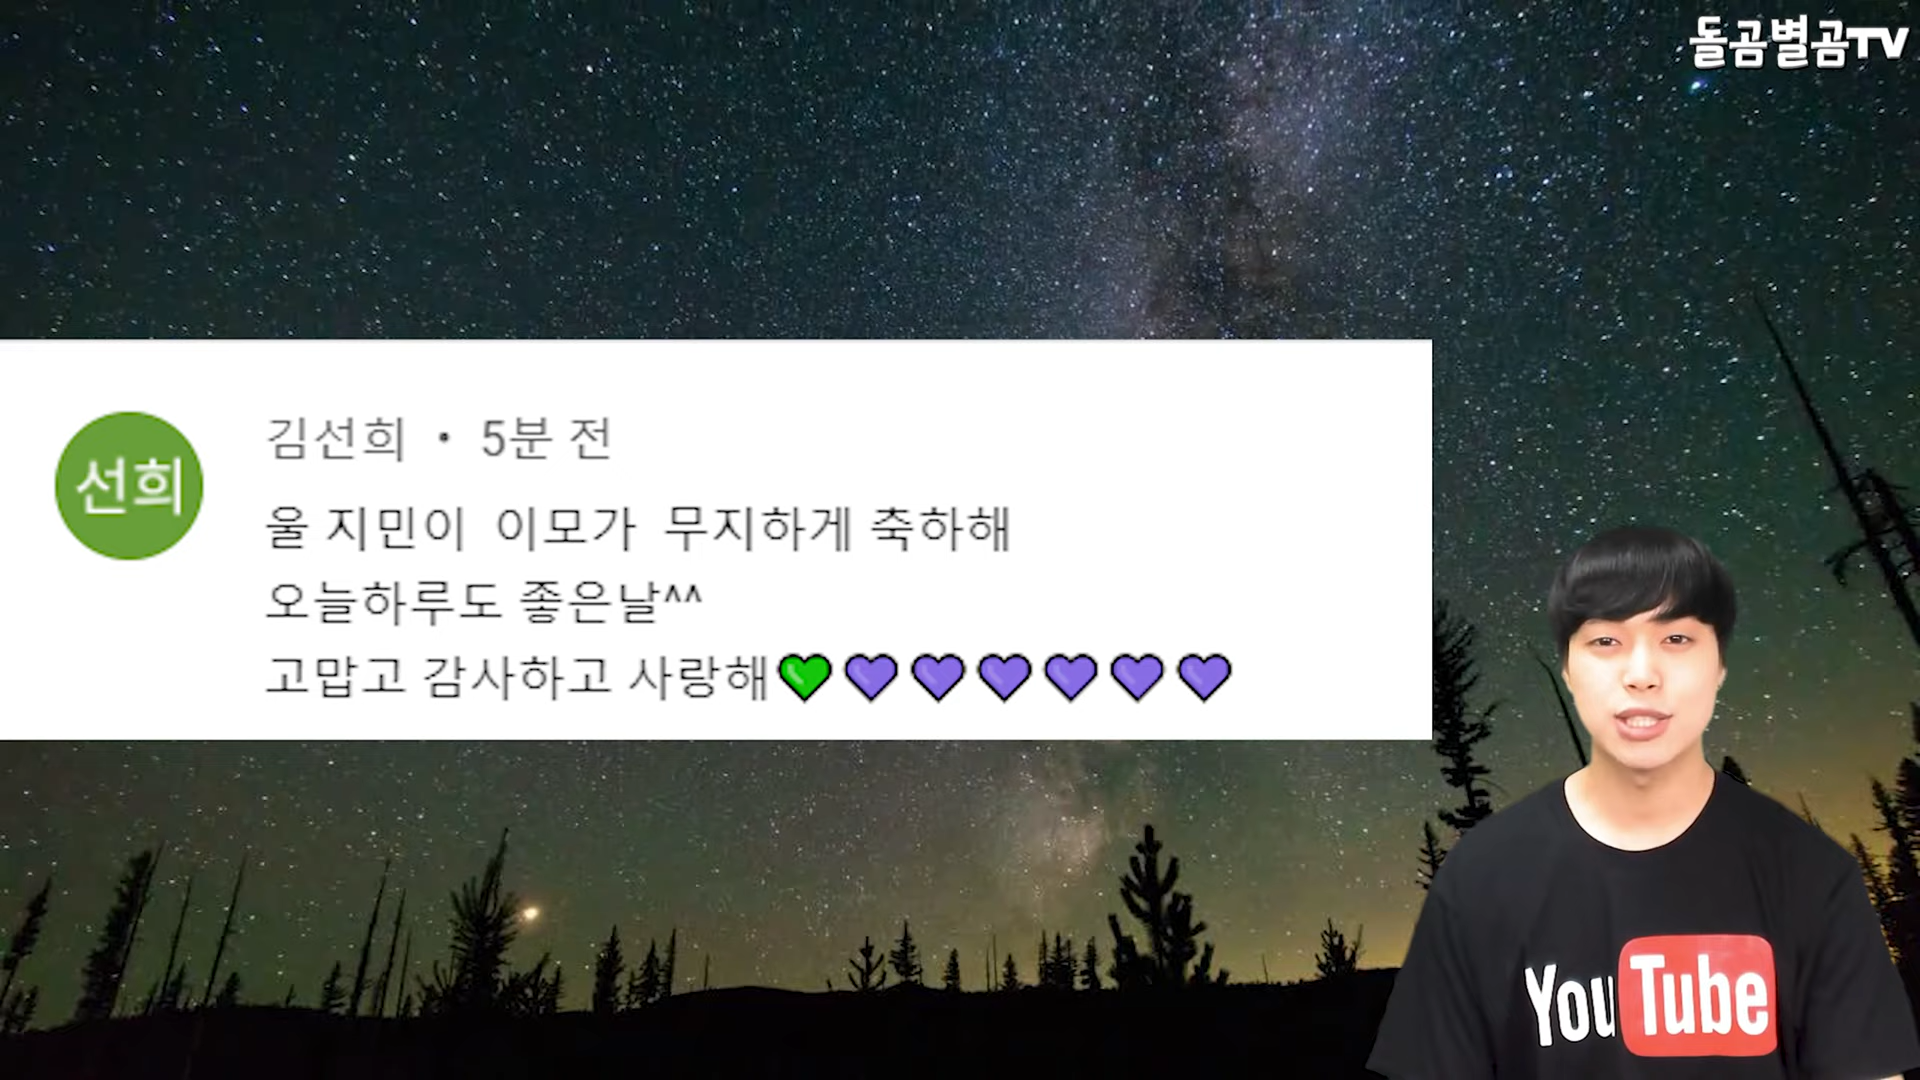 돌곰별곰TV
선희
김선희 • 5분 전
울 지민이 이모가 무지하게 축하해
오늘하루도 좋은날^^
고맙고 감사하고 사랑해💚💜💜💜💜💜💜
YouTube